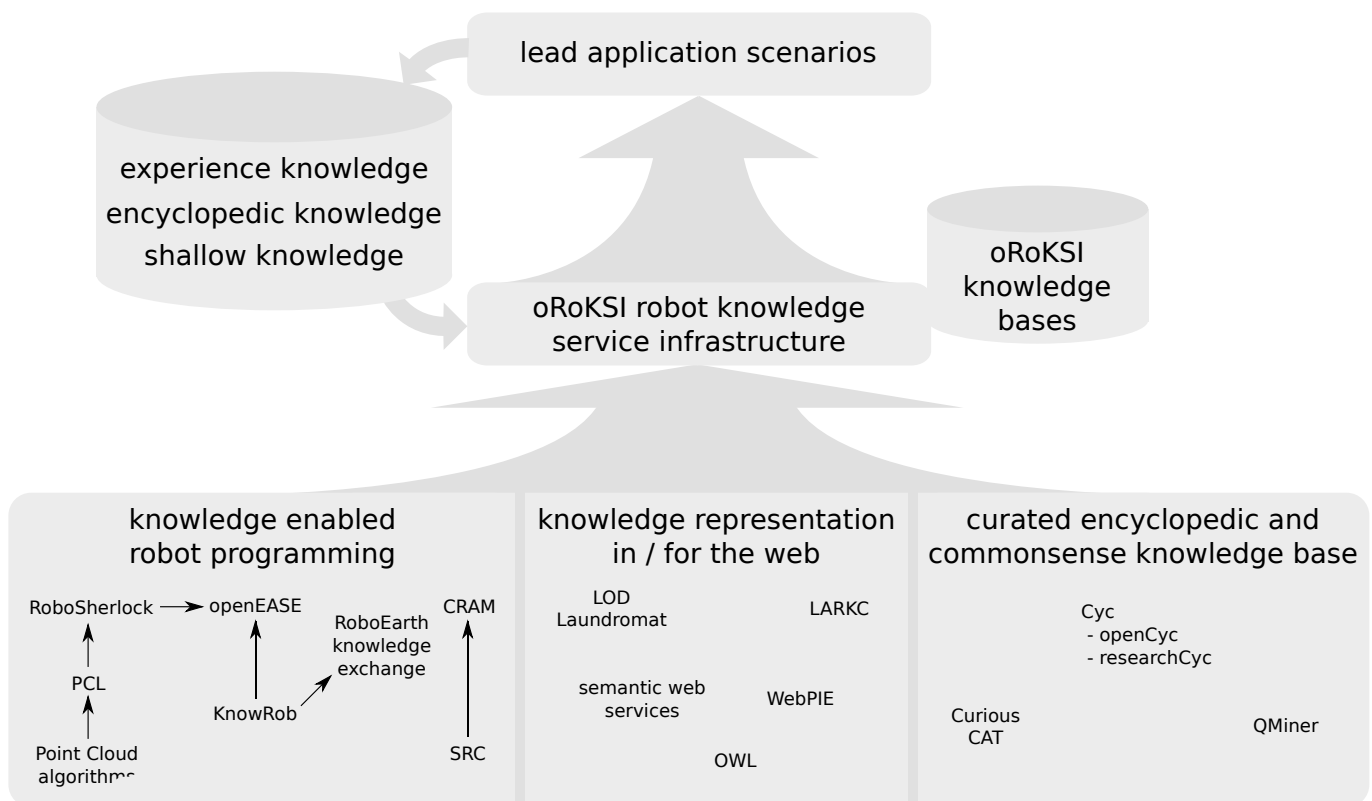 lead application scenarios
experience knowledge
encyclopedic knowledge
shallow knowledge
oRoKSI
knowledge
bases
oRoKSI robot knowledge
service infrastructure
knowledge enabled
robot programming
RoboSherlock
openEASE
RoboEarth
knowledge
exchange
CRAM
PCL
KnowRob
Point Cloud
algorithms
SRC
knowledge representation
in / for the web
LOD
Laundromat
LARKC
semantic web
services
WebPIE
OWL
curated encyclopedic and
commonsense knowledge base
Cyc
- openCyc
- researchCyc
Curious
CAT
QMiner